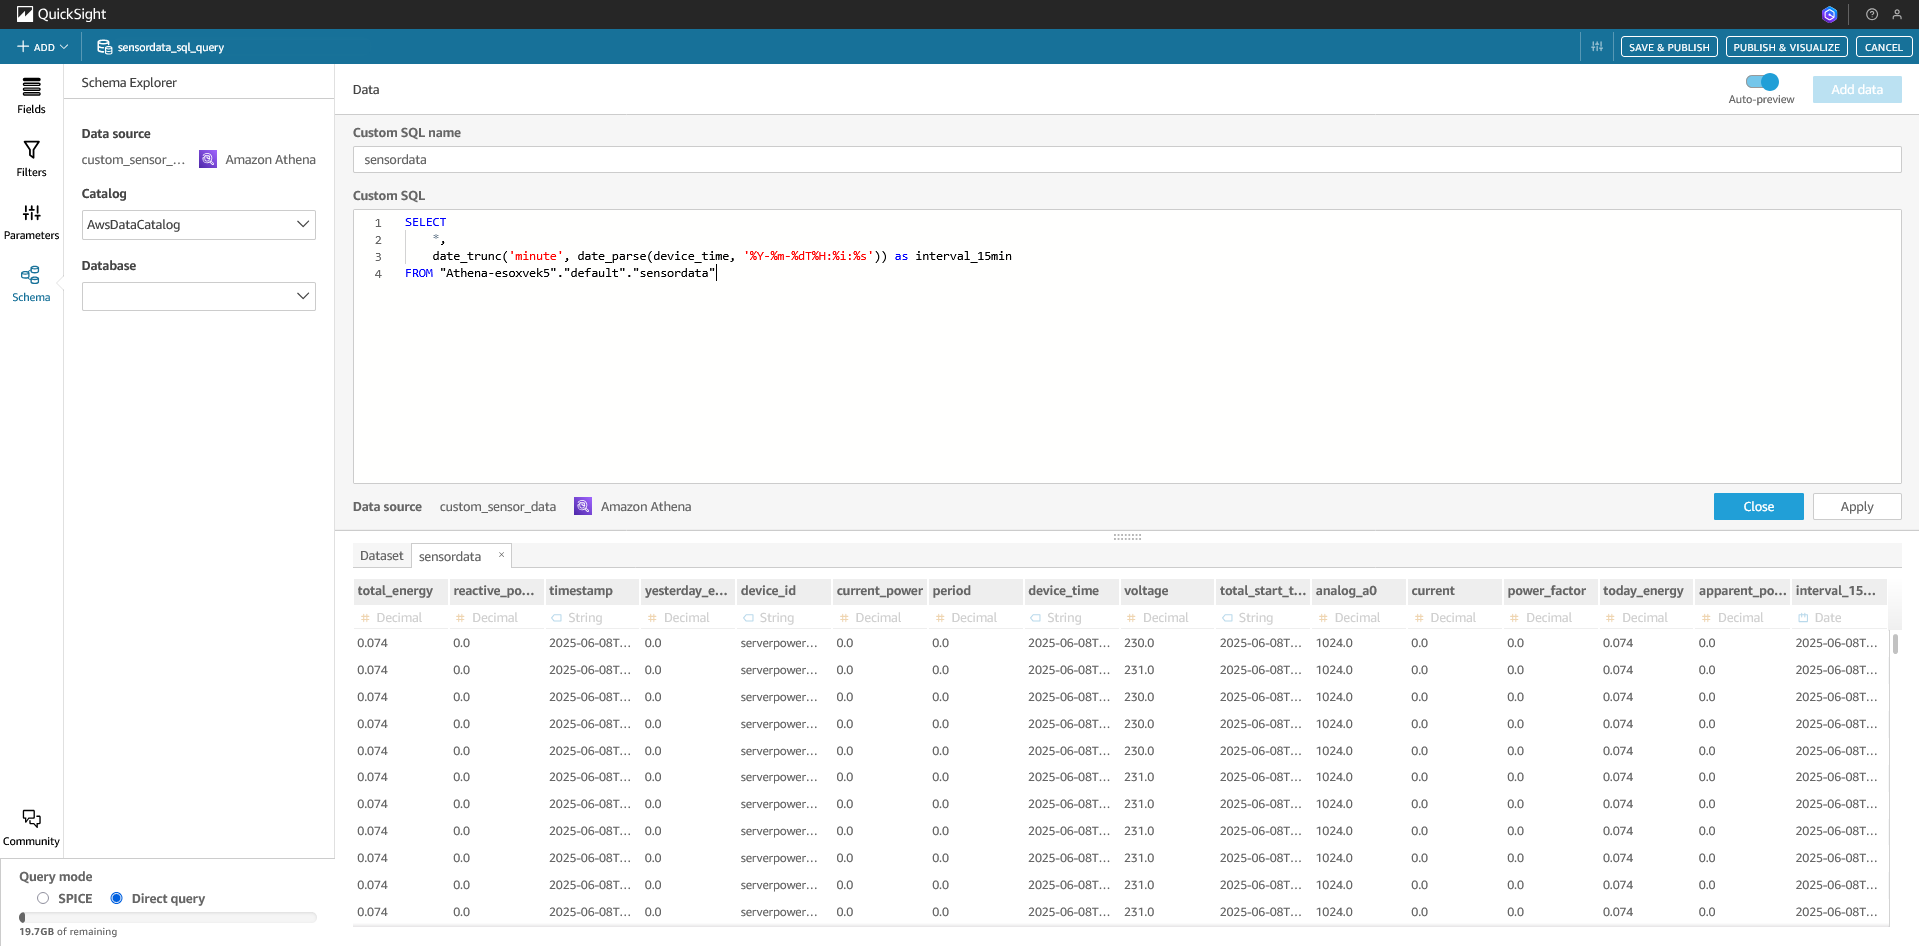 QuickSight
ADD
sensordata_sql_query
SAVE & PUBLISH
PUBLISH & VISUALIZE
CANCEL
Fields
Filters
Parameters
Schema
Community
Schema Explorer
Data source
custom_sensor_... Amazon Athena
Catalog
AwsDataCatalog
Database
Query mode
SPICE Direct query
19.7GB of remaining
Data
Auto-preview
Add data
Custom SQL name
sensordata
Custom SQL
1 SELECT
2 *,
3 date_trunc('minute', date_parse(device_time, '%Y-%m-%dT%H:%i:%s')) as interval_15min
4 FROM "Athena-esoxvek5"."default"."sensordata"
Data source custom_sensor_data Amazon Athena
Close Apply
Dataset sensordata ×
total_energy reactive_po... timestamp yesterday_e... device_id current_power period device_time voltage total_start_t... analog_a0 current power_factor today_energy apparent_po... interval_15...
# Decimal # Decimal String # Decimal String # Decimal # Decimal String # Decimal String # Decimal # Decimal # Decimal # Decimal # Decimal Date
0.074 0.0 2025-06-08T... 0.0 serverpower... 0.0 0.0 2025-06-08T... 230.0 2025-06-08T... 1024.0 0.0 0.0 0.074 0.0 2025-06-08T...
0.074 0.0 2025-06-08T... 0.0 serverpower... 0.0 0.0 2025-06-08T... 231.0 2025-06-08T... 1024.0 0.0 0.0 0.074 0.0 2025-06-08T...
0.074 0.0 2025-06-08T... 0.0 serverpower... 0.0 0.0 2025-06-08T... 230.0 2025-06-08T... 1024.0 0.0 0.0 0.074 0.0 2025-06-08T...
0.074 0.0 2025-06-08T... 0.0 serverpower... 0.0 0.0 2025-06-08T... 230.0 2025-06-08T... 1024.0 0.0 0.0 0.074 0.0 2025-06-08T...
0.074 0.0 2025-06-08T... 0.0 serverpower... 0.0 0.0 2025-06-08T... 230.0 2025-06-08T... 1024.0 0.0 0.0 0.074 0.0 2025-06-08T...
0.074 0.0 2025-06-08T... 0.0 serverpower... 0.0 0.0 2025-06-08T... 231.0 2025-06-08T... 1024.0 0.0 0.0 0.074 0.0 2025-06-08T...
0.074 0.0 2025-06-08T... 0.0 serverpower... 0.0 0.0 2025-06-08T... 231.0 2025-06-08T... 1024.0 0.0 0.0 0.074 0.0 2025-06-08T...
0.074 0.0 2025-06-08T... 0.0 serverpower... 0.0 0.0 2025-06-08T... 231.0 2025-06-08T... 1024.0 0.0 0.0 0.074 0.0 2025-06-08T...
0.074 0.0 2025-06-08T... 0.0 serverpower... 0.0 0.0 2025-06-08T... 231.0 2025-06-08T... 1024.0 0.0 0.0 0.074 0.0 2025-06-08T...
0.074 0.0 2025-06-08T... 0.0 serverpower... 0.0 0.0 2025-06-08T... 231.0 2025-06-08T... 1024.0 0.0 0.0 0.074 0.0 2025-06-08T...
0.074 0.0 2025-06-08T... 0.0 serverpower... 0.0 0.0 2025-06-08T... 231.0 2025-06-08T... 1024.0 0.0 0.0 0.074 0.0 2025-06-08T...